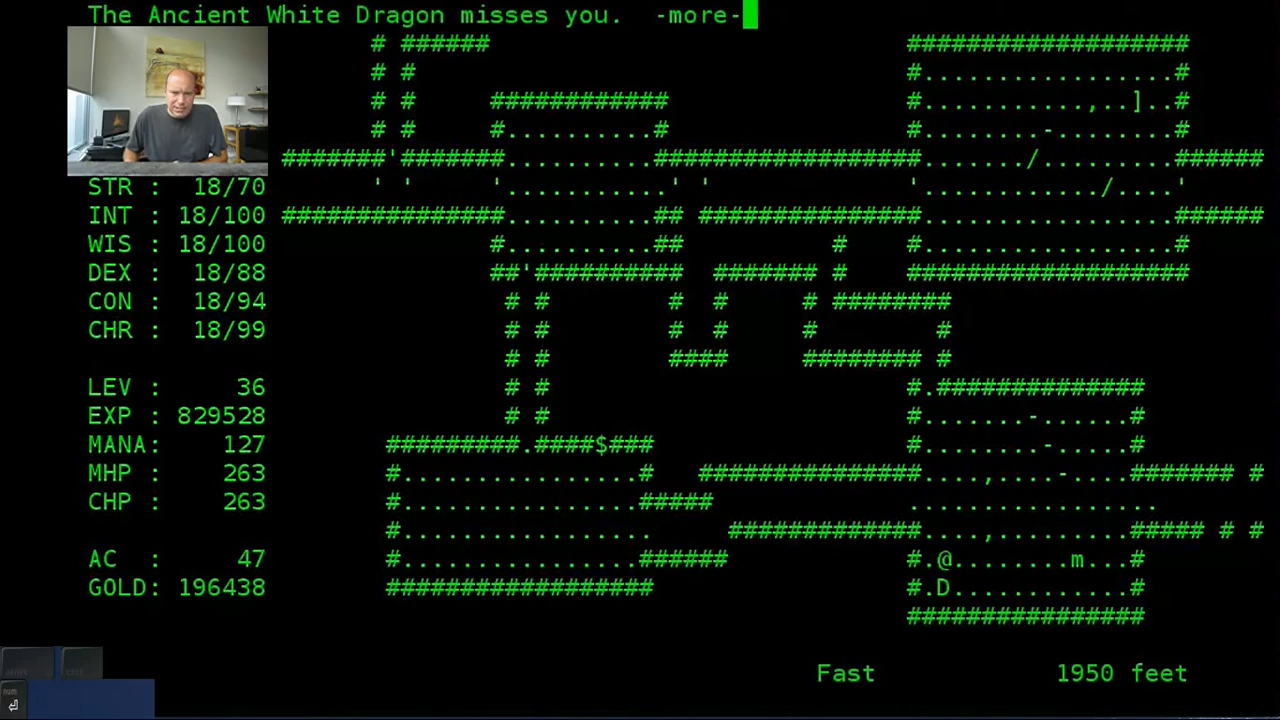 The Ancient White Dragon misses you.  -more-
# ######                            ###################
# #                                 #.................#
# #     ############                #...........,..]..#
# #     #..........#                #........-........#
#######'#######...........##################....../.........######
' '     '...........' '             '............/....'
###############..........## ###############.................######
#..........##          #    #.................#
##'########## ####### #    ###################
# #        # #     # ########
# #        # #     #        #
# #        ####     ######## #
# #                         #.##############
# #                         #.......-.....#
#########.####$###          #........-....#
#................#   ###############....,....-....####### #
#................#####              .................
#.................    #############....,.........##### # #
#................######             #.@........m...#
##################                  #.D............#
################
STR :  18/70
INT : 18/100
WIS : 18/100
DEX :  18/88
CON :  18/94
CHR :  18/99
LEV :     36
EXP : 829528
MANA:    127
MHP :    263
CHP :    263
AC  :     47
GOLD: 196438
Fast            1950 feet
num